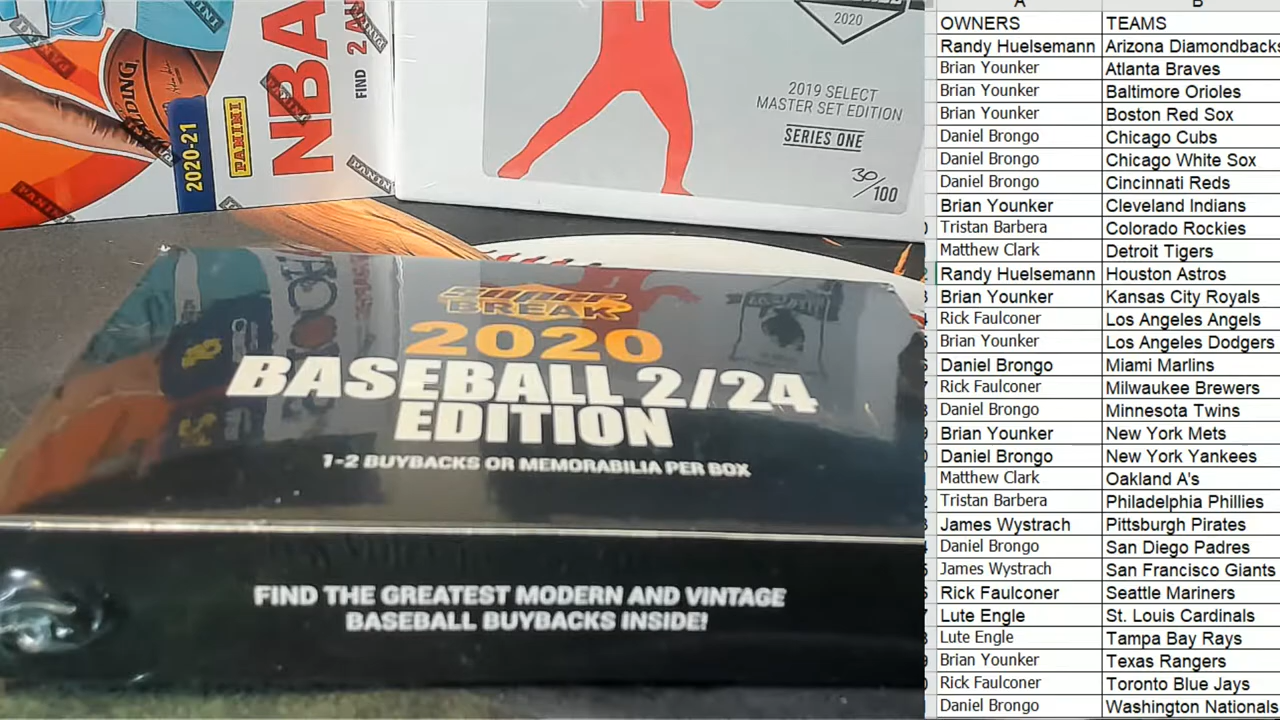 PANINI
PANINI
PANINI
SPALDING
2020-21
PANINI
NBA
FIND 2 AU
PANINI
PANINI
2020
2019 SELECT
MASTER SET EDITION
SERIES ONE
30/100
SUPER
BREAK
2020
BASEBALL 2/24
EDITION
1-2 BUYBACKS OR MEMORABILIA PER BOX
FIND THE GREATEST MODERN AND VINTAGE
BASEBALL BUYBACKS INSIDE!
A B
OWNERS TEAMS
Randy Huelsemann Arizona Diamondbacks
Brian Younker Atlanta Braves
Brian Younker Baltimore Orioles
Brian Younker Boston Red Sox
Daniel Brongo Chicago Cubs
Daniel Brongo Chicago White Sox
Daniel Brongo Cincinnati Reds
Brian Younker Cleveland Indians
Tristan Barbera Colorado Rockies
Matthew Clark Detroit Tigers
Randy Huelsemann Houston Astros
Brian Younker Kansas City Royals
Rick Faulconer Los Angeles Angels
Brian Younker Los Angeles Dodgers
Daniel Brongo Miami Marlins
Rick Faulconer Milwaukee Brewers
Daniel Brongo Minnesota Twins
Brian Younker New York Mets
Daniel Brongo New York Yankees
Matthew Clark Oakland A's
Tristan Barbera Philadelphia Phillies
James Wystrach Pittsburgh Pirates
Daniel Brongo San Diego Padres
James Wystrach San Francisco Giants
Rick Faulconer Seattle Mariners
Lute Engle St. Louis Cardinals
Lute Engle Tampa Bay Rays
Brian Younker Texas Rangers
Rick Faulconer Toronto Blue Jays
Daniel Brongo Washington Nationals